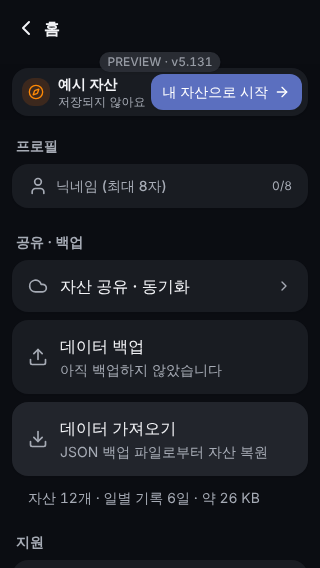 홈
PREVIEW · v5.131
예시 자산
저장되지 않아요
내 자산으로 시작
프로필
닉네임 (최대 8자)
0/8
공유 · 백업
자산 공유 · 동기화
데이터 백업
아직 백업하지 않았습니다
데이터 가져오기
JSON 백업 파일로부터 자산 복원
자산 12개 · 일별 기록 6일 · 약 26 KB
지원